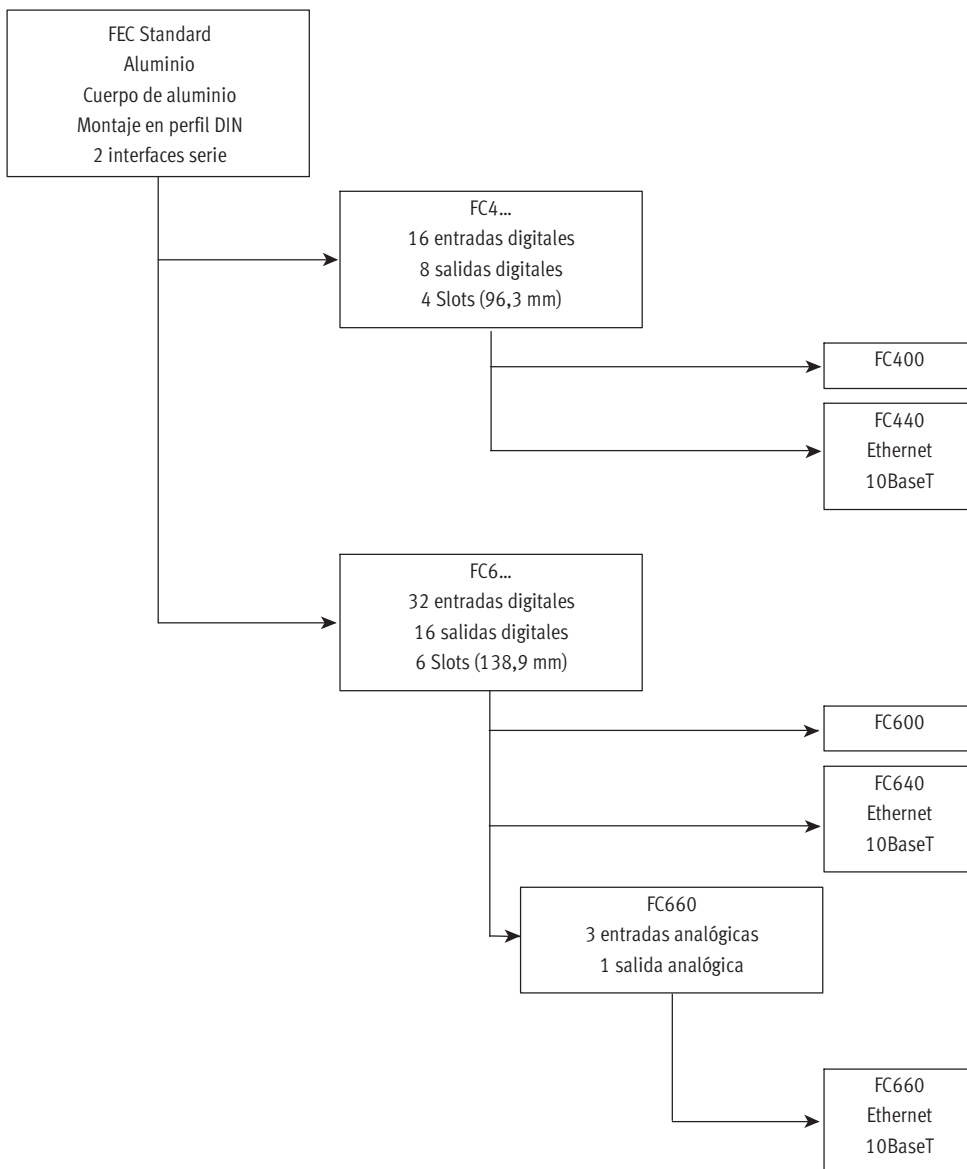 FEC Standard
Aluminio
Cuerpo de aluminio
Montaje en perfil DIN
2 interfaces serie
FC4...
16 entradas digitales
8 salidas digitales
4 Slots (96,3 mm)
FC400
FC440
Ethernet
10BaseT
FC6...
32 entradas digitales
16 salidas digitales
6 Slots (138,9 mm)
FC600
FC640
Ethernet
10BaseT
FC660
3 entradas analógicas
1 salida analógica
FC660
Ethernet
10BaseT